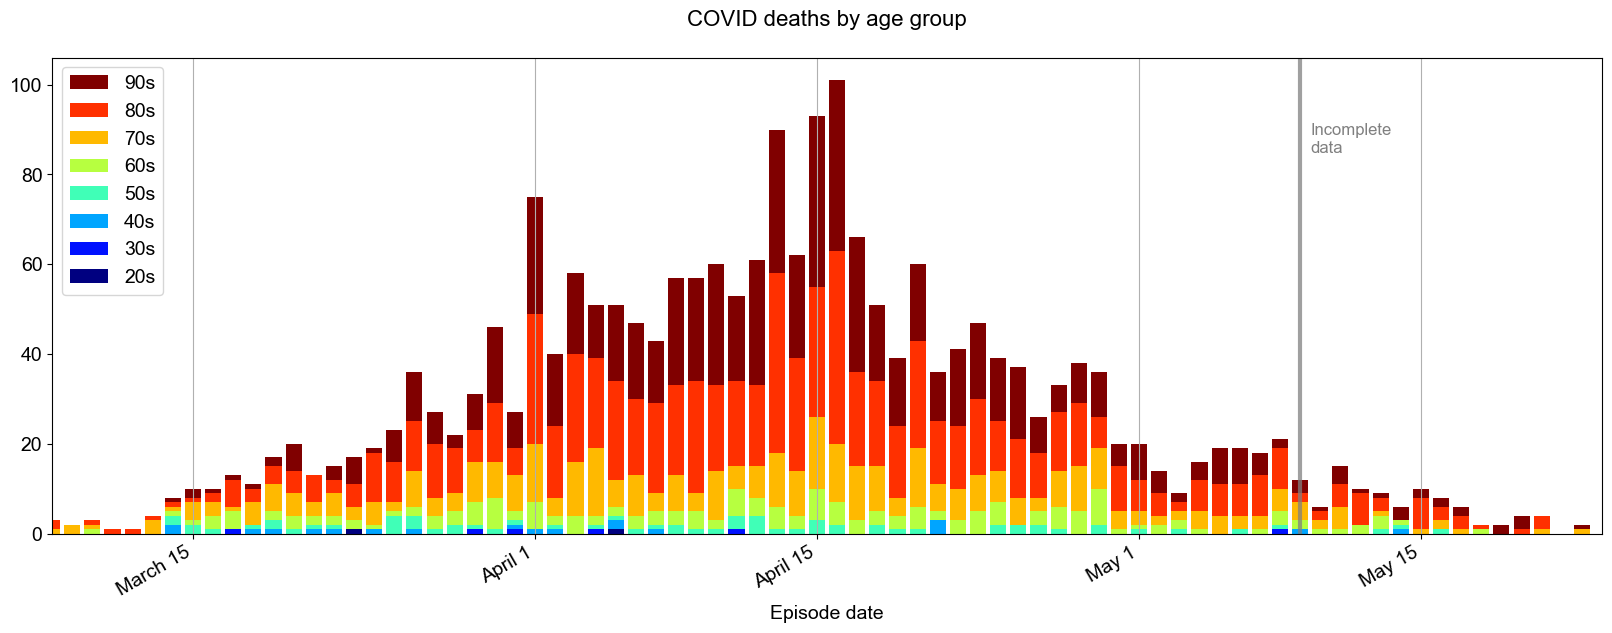 COVID deaths by age group
100
80
60
40
20
0
90s
80s
70s
60s
50s
40s
30s
20s
Incomplete
data
March 15
April 1
April 15
May 1
May 15
Episode date